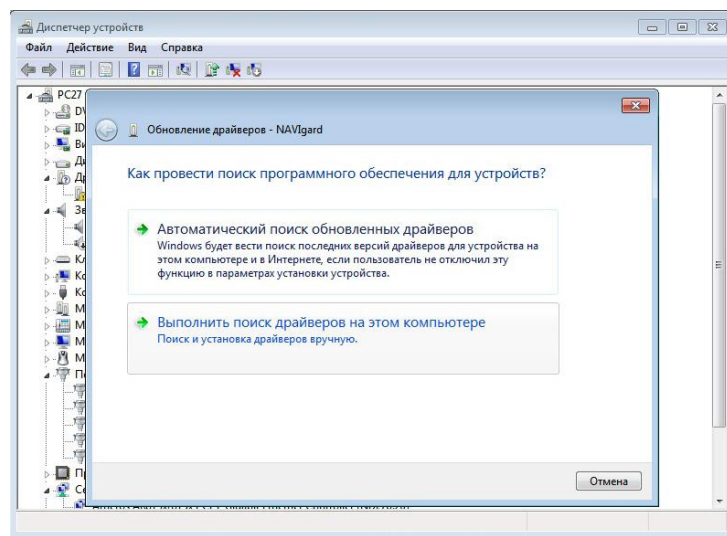 Диспетчер устройств
Файл Действие Вид Справка
PC27
Обновление драйверов - NAVIgard
Как провести поиск программного обеспечения для устройств?
Автоматический поиск обновленных драйверов
Windows будет вести поиск последних версий драйверов для устройства на
этом компьютере и в Интернете, если пользователь не отключил эту
функцию в параметрах установки устройства.
Выполнить поиск драйверов на этом компьютере
Поиск и установка драйверов вручную.
Отмена